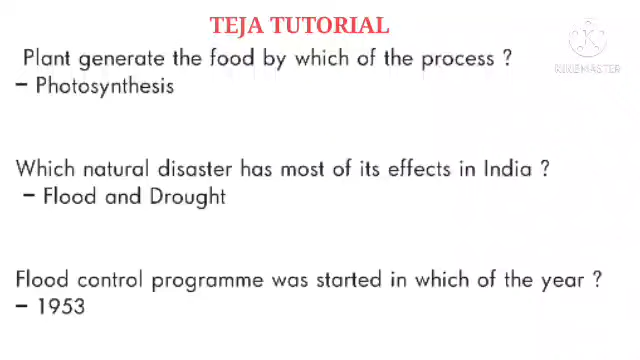 TEJA TUTORIAL
Plant generate the food by which of the process ?
– Photosynthesis
K
KINEMASTER
Which natural disaster has most of its effects in India ?
– Flood and Drought
Flood control programme was started in which of the year ?
– 1953